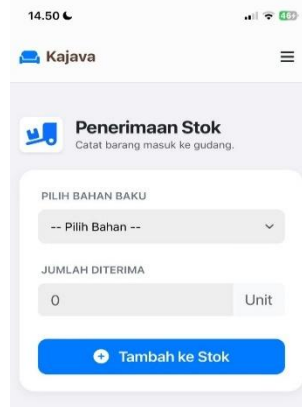 14.50
46
Kajava
Penerimaan Stok
Catat barang masuk ke gudang.
PILIH BAHAN BAKU
-- Pilih Bahan --
JUMLAH DITERIMA
0
Unit
Tambah ke Stok